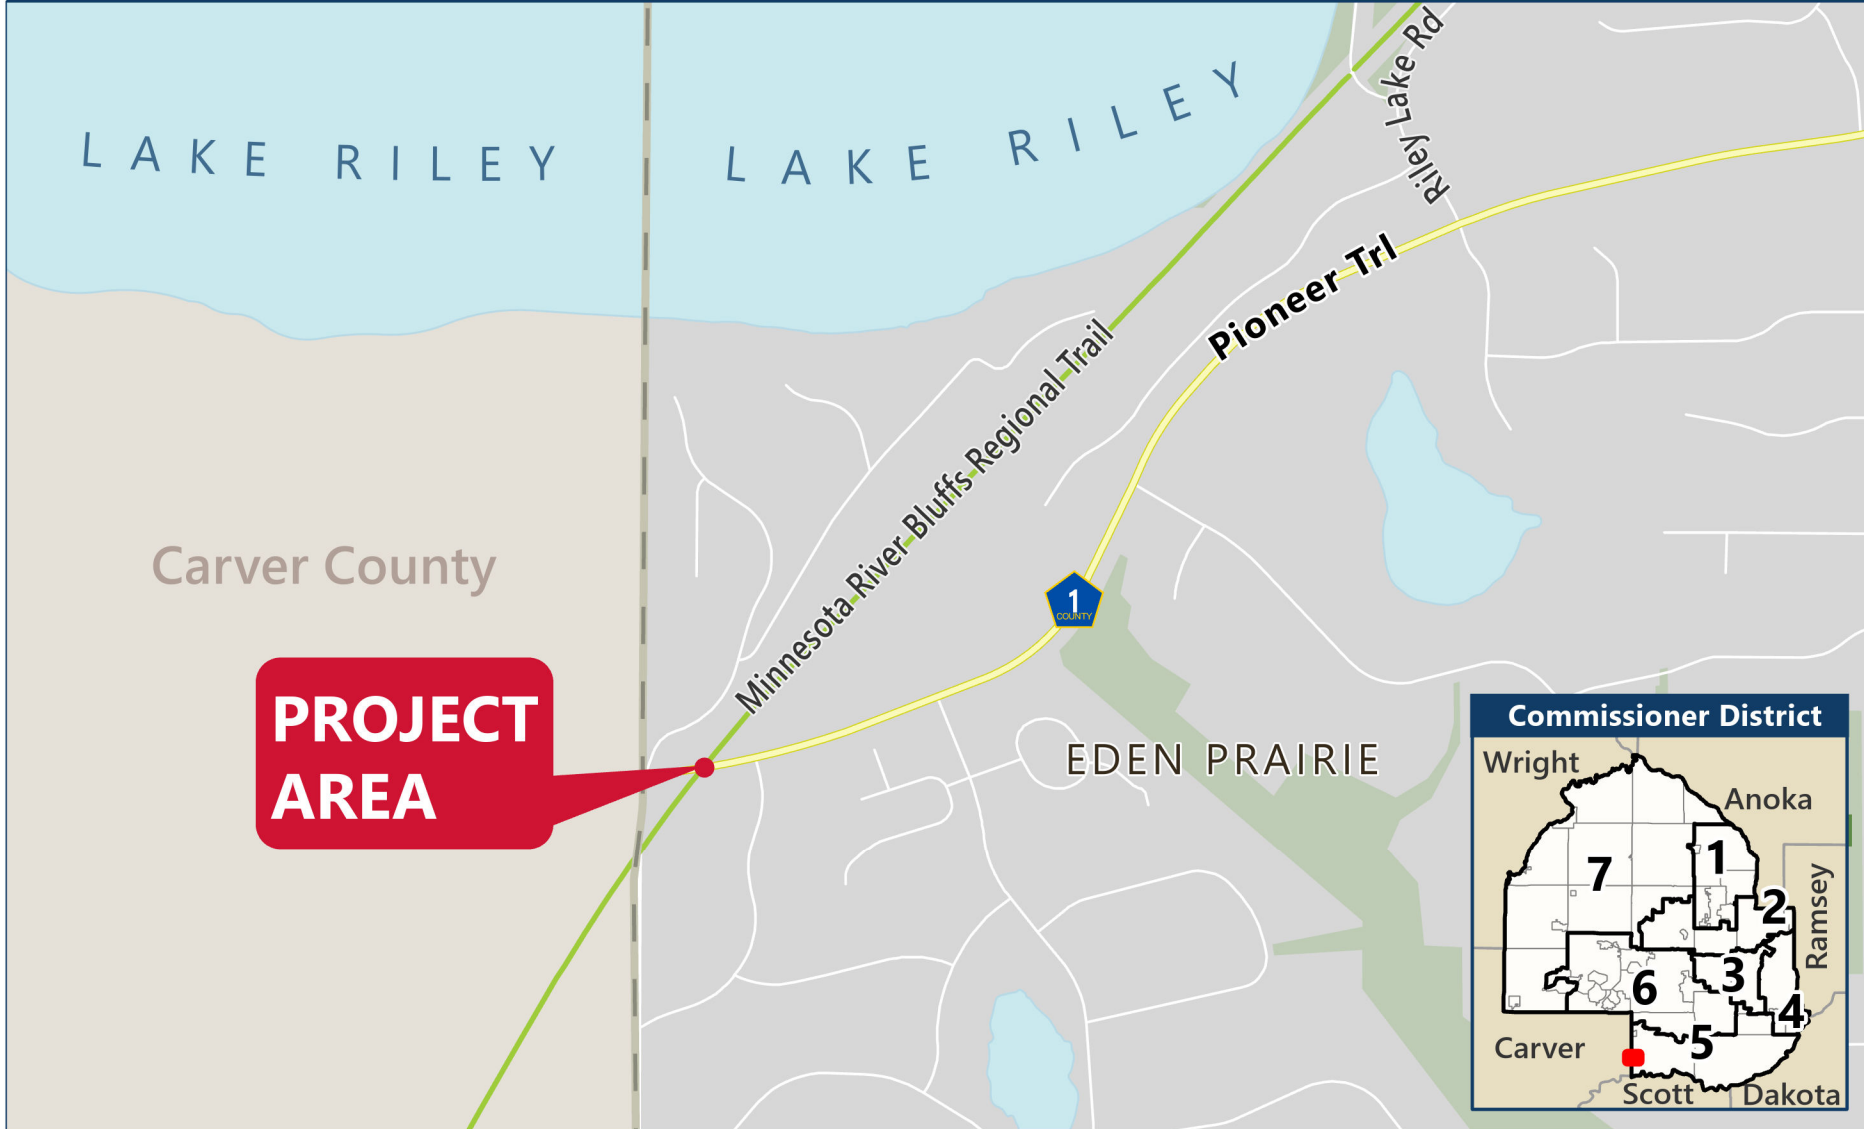 LAKE RILEY
LAKE RILEY
Riley Lake Rd
Pioneer Trl
Minnesota River Bluffs Regional Trail
Carver County
1
COUNTY
PROJECT
AREA
EDEN PRAIRIE
Commissioner District
Wright
Anoka
7
1
2
Ramsey
3
6
4
5
Carver
Scott
Dakota